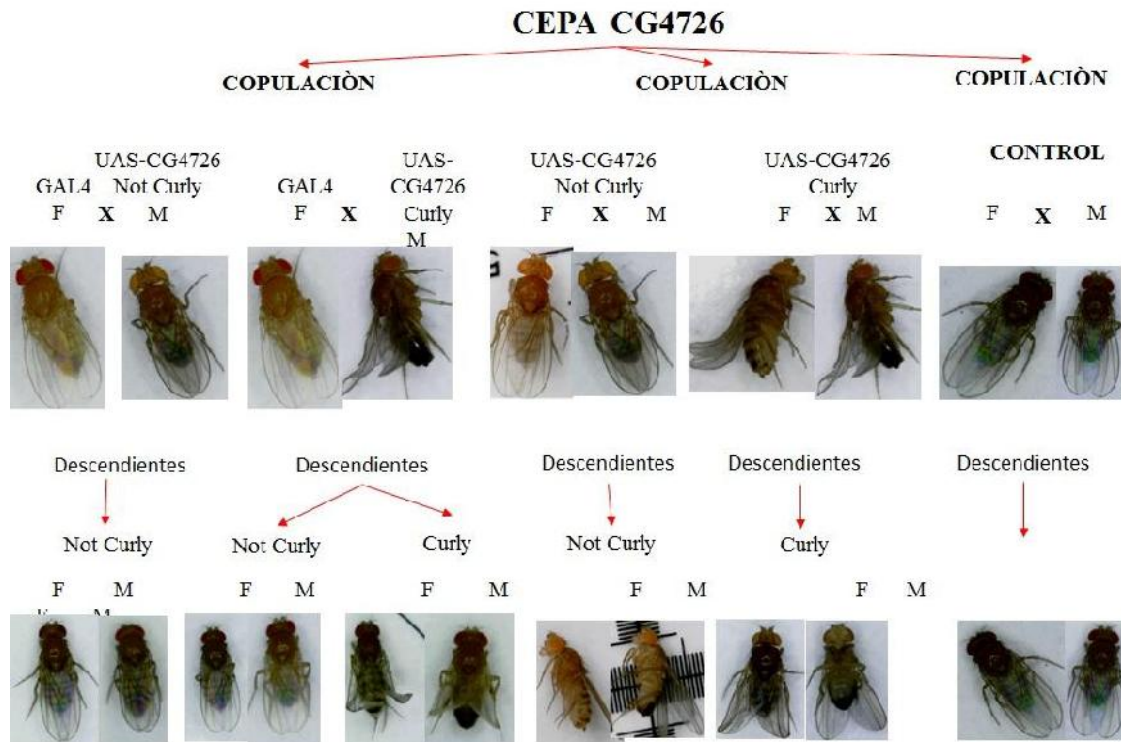 CEPA CG4726
COPULACIÒN
COPULACIÒN
COPULACIÒN
UAS-CG4726
Not Curly
GAL4
F X M
UAS-
CG4726
Curly
GAL4
F X
M
UAS-CG4726
Not Curly
F X M
UAS-CG4726
Curly
F X M
CONTROL
F X M
Descendientes
Descendientes
Descendientes
Descendientes
Descendientes
Not Curly
Not Curly
Curly
Not Curly
Curly
F M
F M
F M
F M
F M